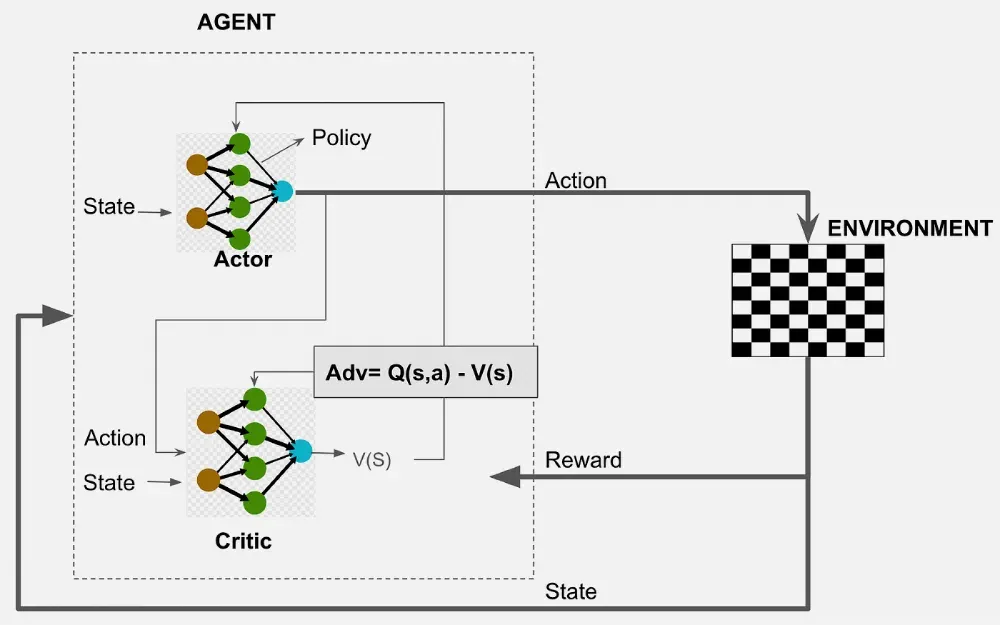 AGENT
Policy
State
Action
ENVIRONMENT
Actor
Adv= Q(s,a) - V(s)
Action
State
V(S)
Reward
Critic
State